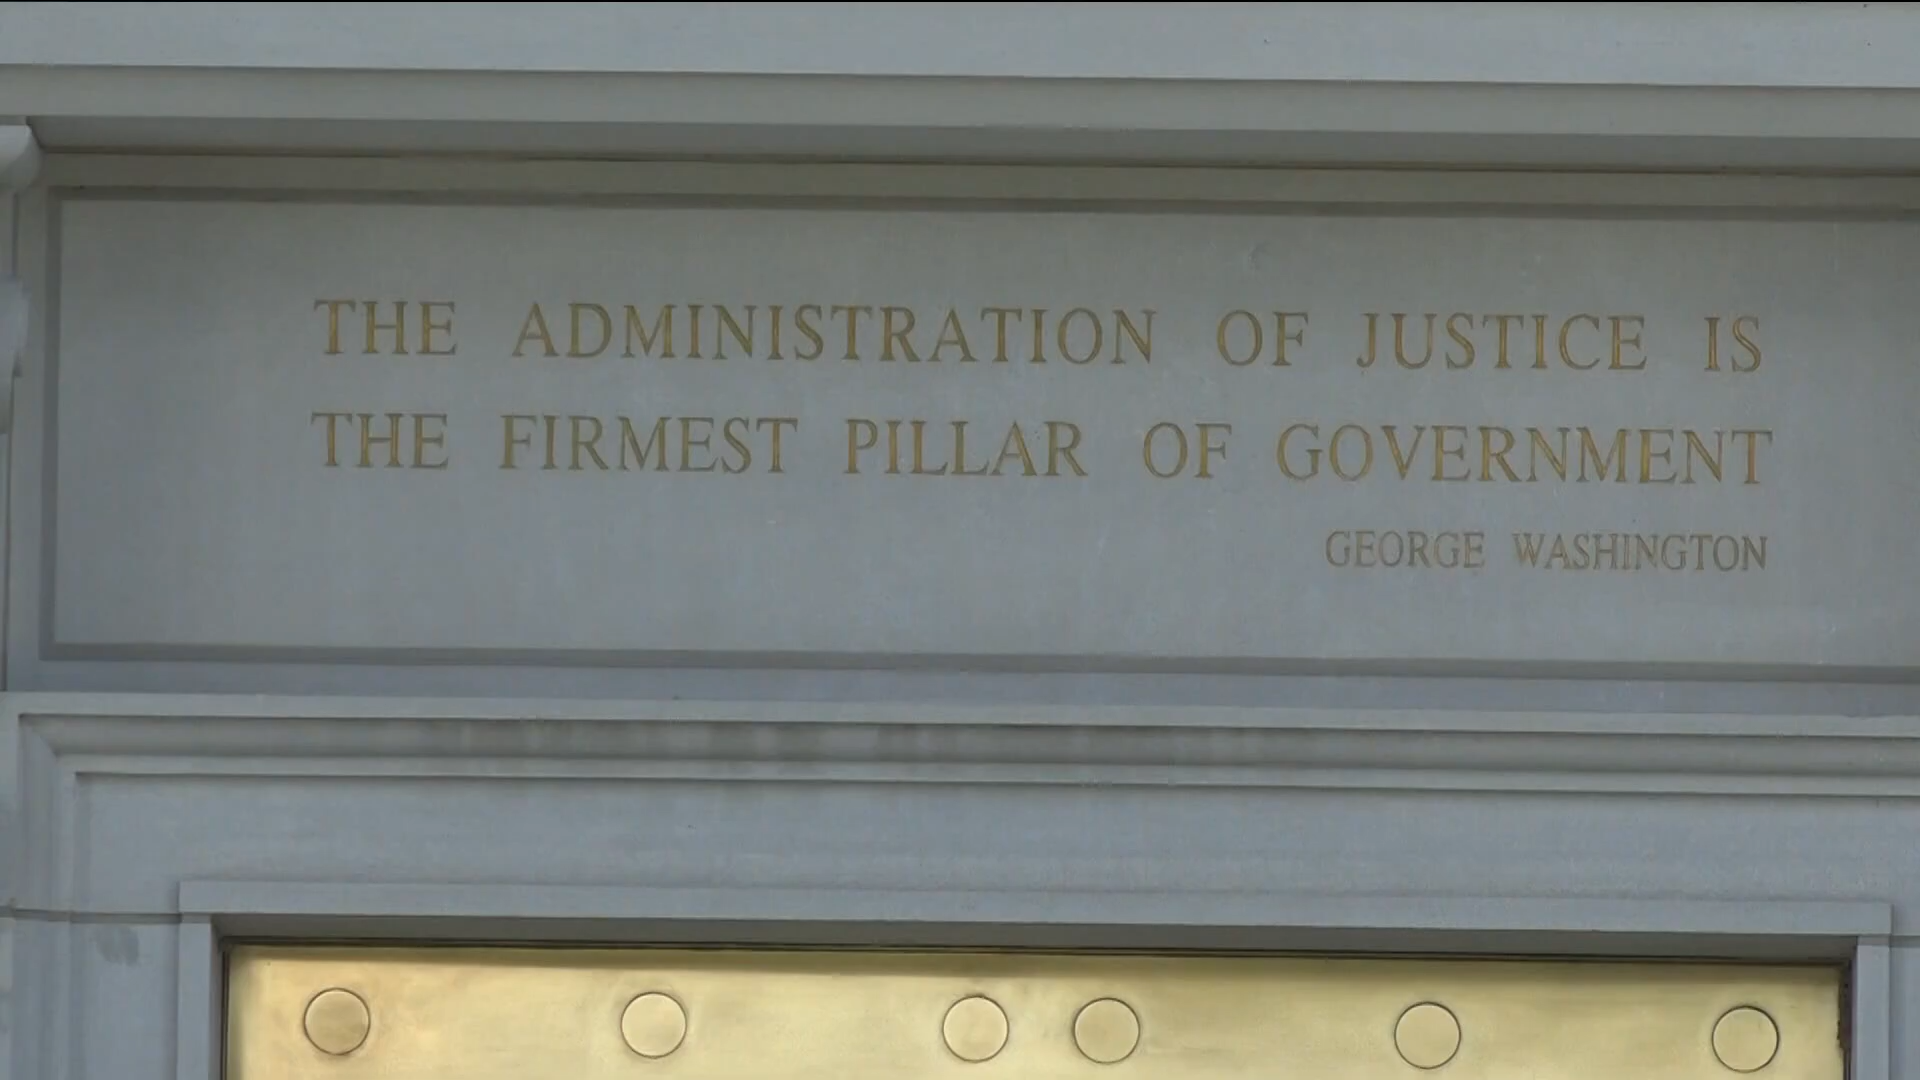 THE ADMINISTRATION OF JUSTICE IS
THE FIRMEST PILLAR OF GOVERNMENT
GEORGE WASHINGTON